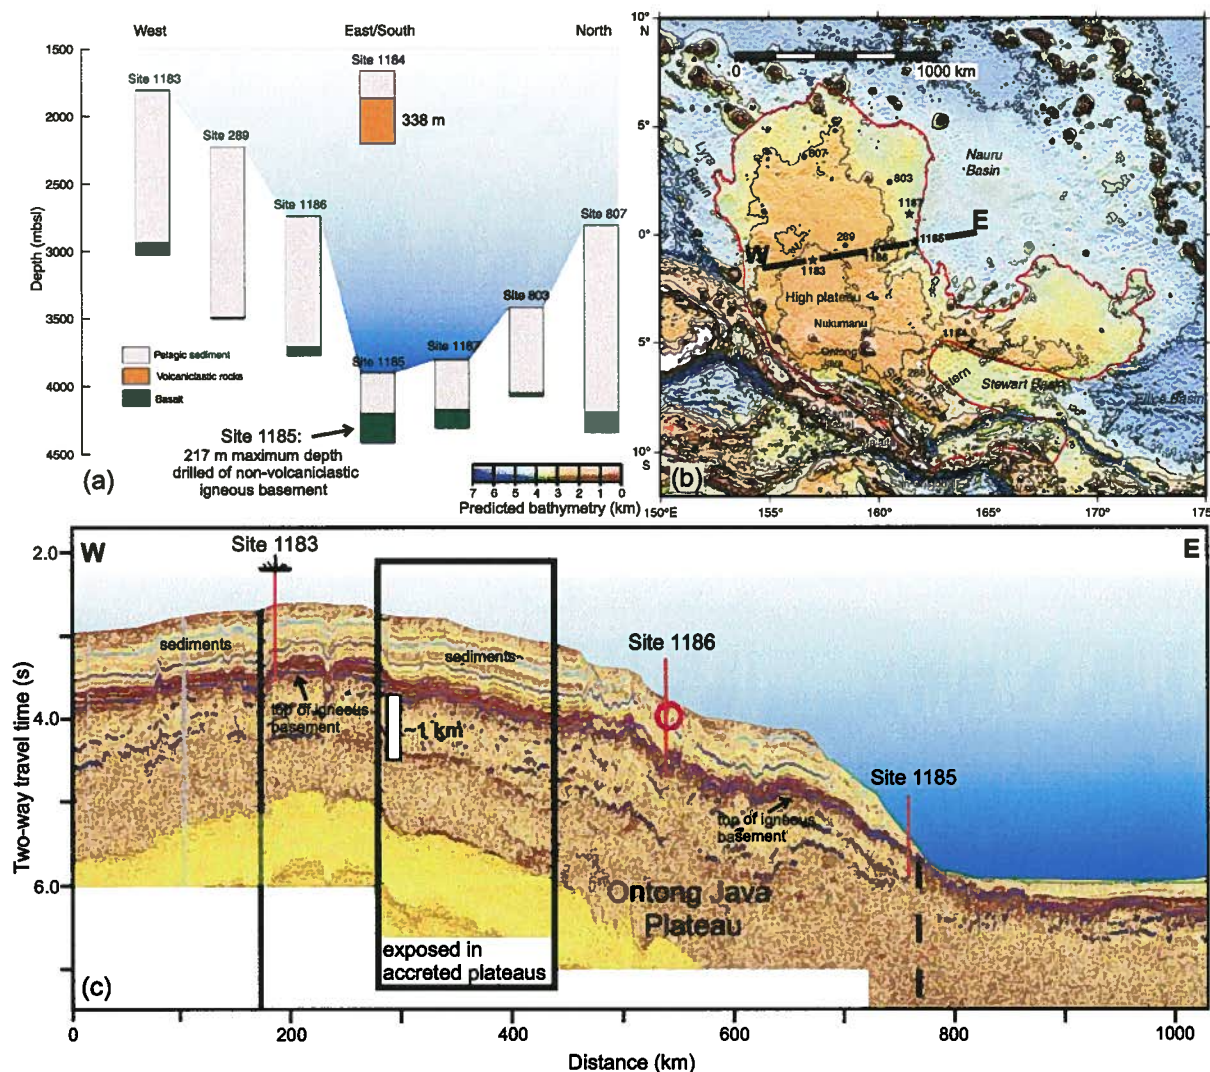 West
East/South
North
1500
2000
2500
3000
3500
4000
4500
Depth (mbsl)
Site 1183
Site 289
Site 1186
Site 1184
338 m
Site 1185
Site 1187
Site 803
Site 807
Pelagic sediment
Volcaniclastic rocks
Basalt
Site 1185:
217 m maximum depth
drilled of non-volcaniclastic
igneous basement
(a)
7 6 5 4 3 2 1 0
Predicted bathymetry (km)
10°
N
5°
0°
5°
10°
S
150°E
155°
160°
165°
170°
175
0
1000 km
Lyra
Basin
Nauru
Basin
807
803
1187
289
1186
1185
1183
W
E
High plateau
Nukumanu
Ontong
Java
1184
288
Stewart
Eastern
Stewart Basin
Ellice Basin
(b)
W
E
Site 1183
Site 1186
Site 1185
2.0
4.0
6.0
Two-way travel time (s)
sediments
sediments
top of igneous
basement
~1 km
top of igneous
basement
Ontong Java
Plateau
exposed in
accreted plateaus
(c)
0
200
400
600
800
1000
Distance (km)